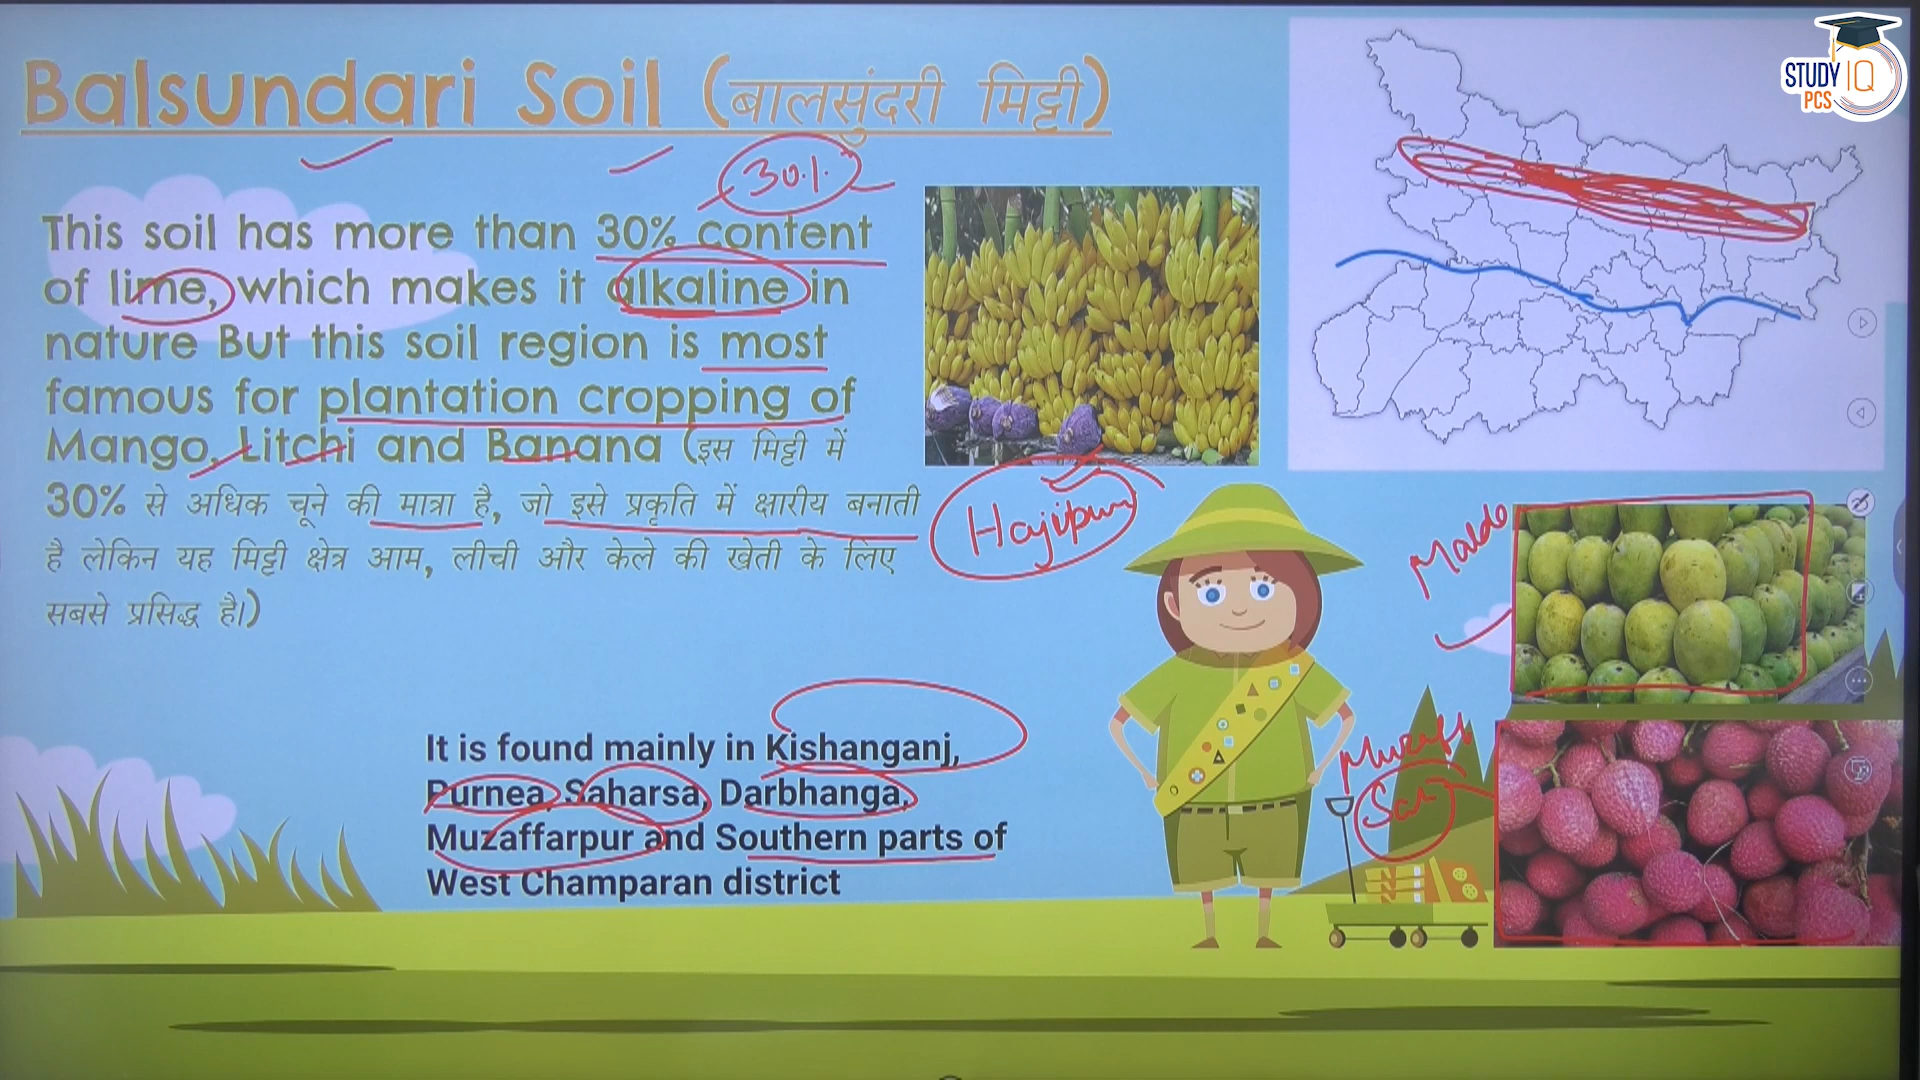 Balsundari Soil (बालसुंदरी मिट्टी)
30%
This soil has more than 30% content
of lime, which makes it alkaline in
nature But this soil region is most
famous for plantation cropping of
Mango, Litchi and Banana (इस मिट्टी में
30% से अधिक चूने की मात्रा है, जो इसे प्रकृति में क्षारीय बनाती
है लेकिन यह मिट्टी क्षेत्र आम, लीची और केले की खेती के लिए
सबसे प्रसिद्ध है।)
It is found mainly in Kishanganj,
Purnea, Saharsa, Darbhanga,
Muzaffarpur and Southern parts of
West Champaran district
Hajipur
Malda
Muzaff
STUDY IQ
PCS